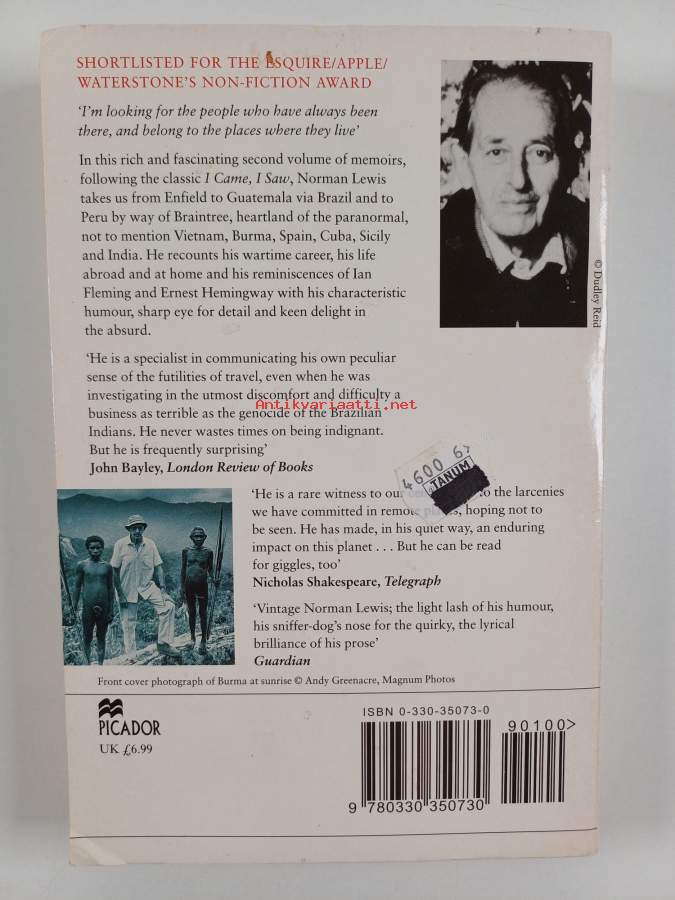 SHORTLISTED FOR THE ESQUIRE/APPLE/
WATERSTONE'S NON-FICTION AWARD
'I'm looking for the people who have always been
there, and belong to the places where they live'
In this rich and fascinating second volume of memoirs,
following the classic I Came, I Saw, Norman Lewis
takes us from Enfield to Guatemala via Brazil and to
Peru by way of Braintree, heartland of the paranormal,
not to mention Vietnam, Burma, Spain, Cuba, Sicily
and India. He recounts his wartime career, his life
abroad and at home and his reminiscences of Ian
Fleming and Ernest Hemingway with his characteristic
humour, sharp eye for detail and keen delight in
the absurd.
© Dudley Reid
'He is a specialist in communicating his own peculiar
sense of the futilities of travel, even when he was
investigating in the utmost discomfort and difficulty a
business as terrible as the genocide of the Brazilian
Indians. He never wastes times on being indignant.
But he is frequently surprising'
John Bayley, London Review of Books
Antikvariaatti.net
4600 6
TANUM
'He is a rare witness to our to the larcenies
we have committed in remote, hoping not to
be seen. He has made, in his quiet way, an enduring
impact on this planet . . . But he can be read
for giggles, too'
Nicholas Shakespeare, Telegraph
'Vintage Norman Lewis; the light lash of his humour,
his sniffer-dog's nose for the quirky, the lyrical
brilliance of his prose'
Guardian
Front cover photograph of Burma at sunrise © Andy Greenacre, Magnum Photos
PICADOR
UK £6.99
ISBN 0-330-35073-0
90100>
9 780330 350730